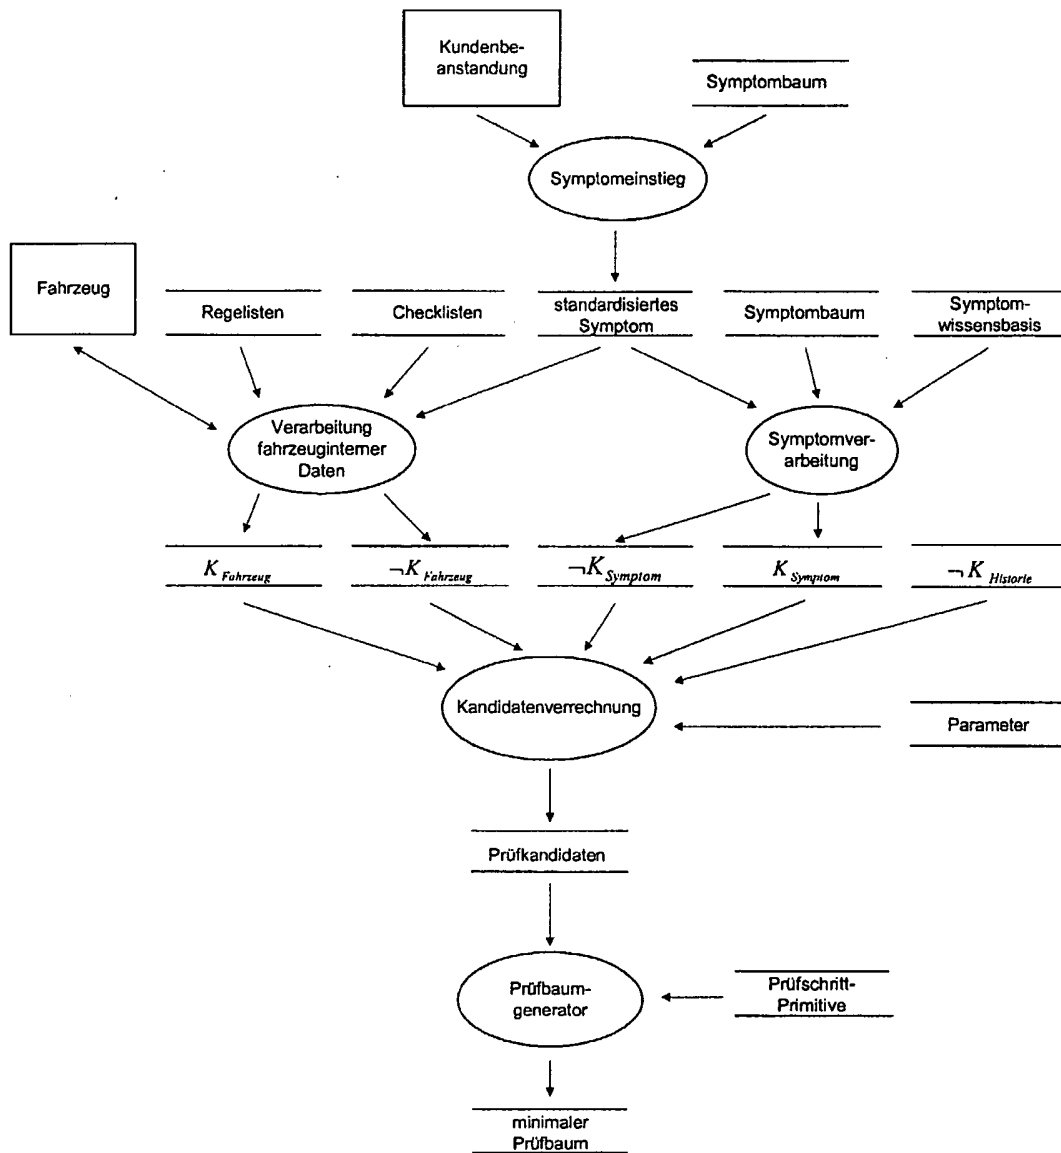 Kundenbe-
anstandung
Symptombaum
Symptomeinstieg
Fahrzeug
Regelisten
Checklisten
standardisiertes
Symptom
Symptombaum
Symptom-
wissensbasis
Verarbeitung
fahrzeuginterner
Daten
Symptomver-
arbeitung
K Fahrzeug
¬K Fahrzeug
¬K Symptom
K Symptom
¬K Historie
Kandidatenverrechnung
Parameter
Prüfkandidaten
Prüfbaum-
generator
Prüfschritt-
Primitive
minimaler
Prüfbaum